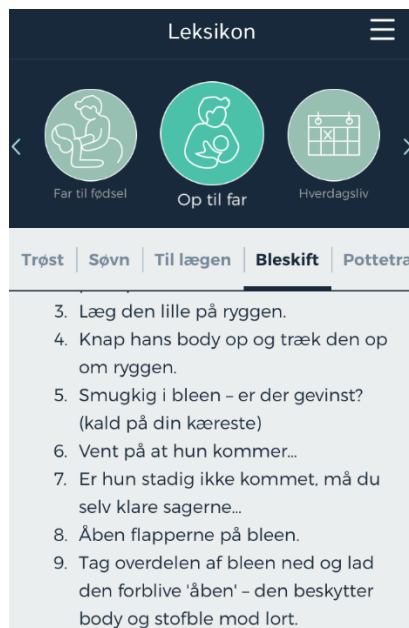 Leksikon
Far til fødsel
Op til far
Hverdagsliv
Trøst
Søvn
Til lægen
Bleskift
Pottetra
3. Læg den lille på ryggen.
4. Knap hans body op og træk den op
om ryggen.
5. Smugkig i bleen – er der gevinst?
(kald på din kæreste)
6. Vent på at hun kommer...
7. Er hun stadig ikke kommet, må du
selv klare sagerne...
8. Åben flapperne på bleen.
9. Tag overdelen af bleen ned og lad
den forblive 'åben' – den beskytter
body og stofble mod lort.